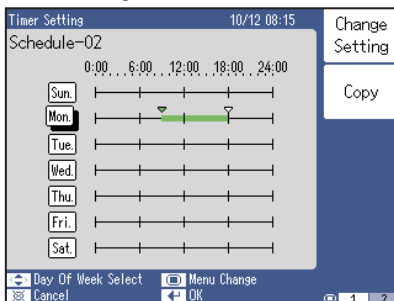 Timer Setting 10/12 08:15
Schedule-02
0:00 6:00 12:00 18:00 24:00
Sun.
Mon.
Tue.
Wed.
Thu.
Fri.
Sat.
Day Of Week Select Menu Change
Cancel OK
Change
Setting
Copy
1 2